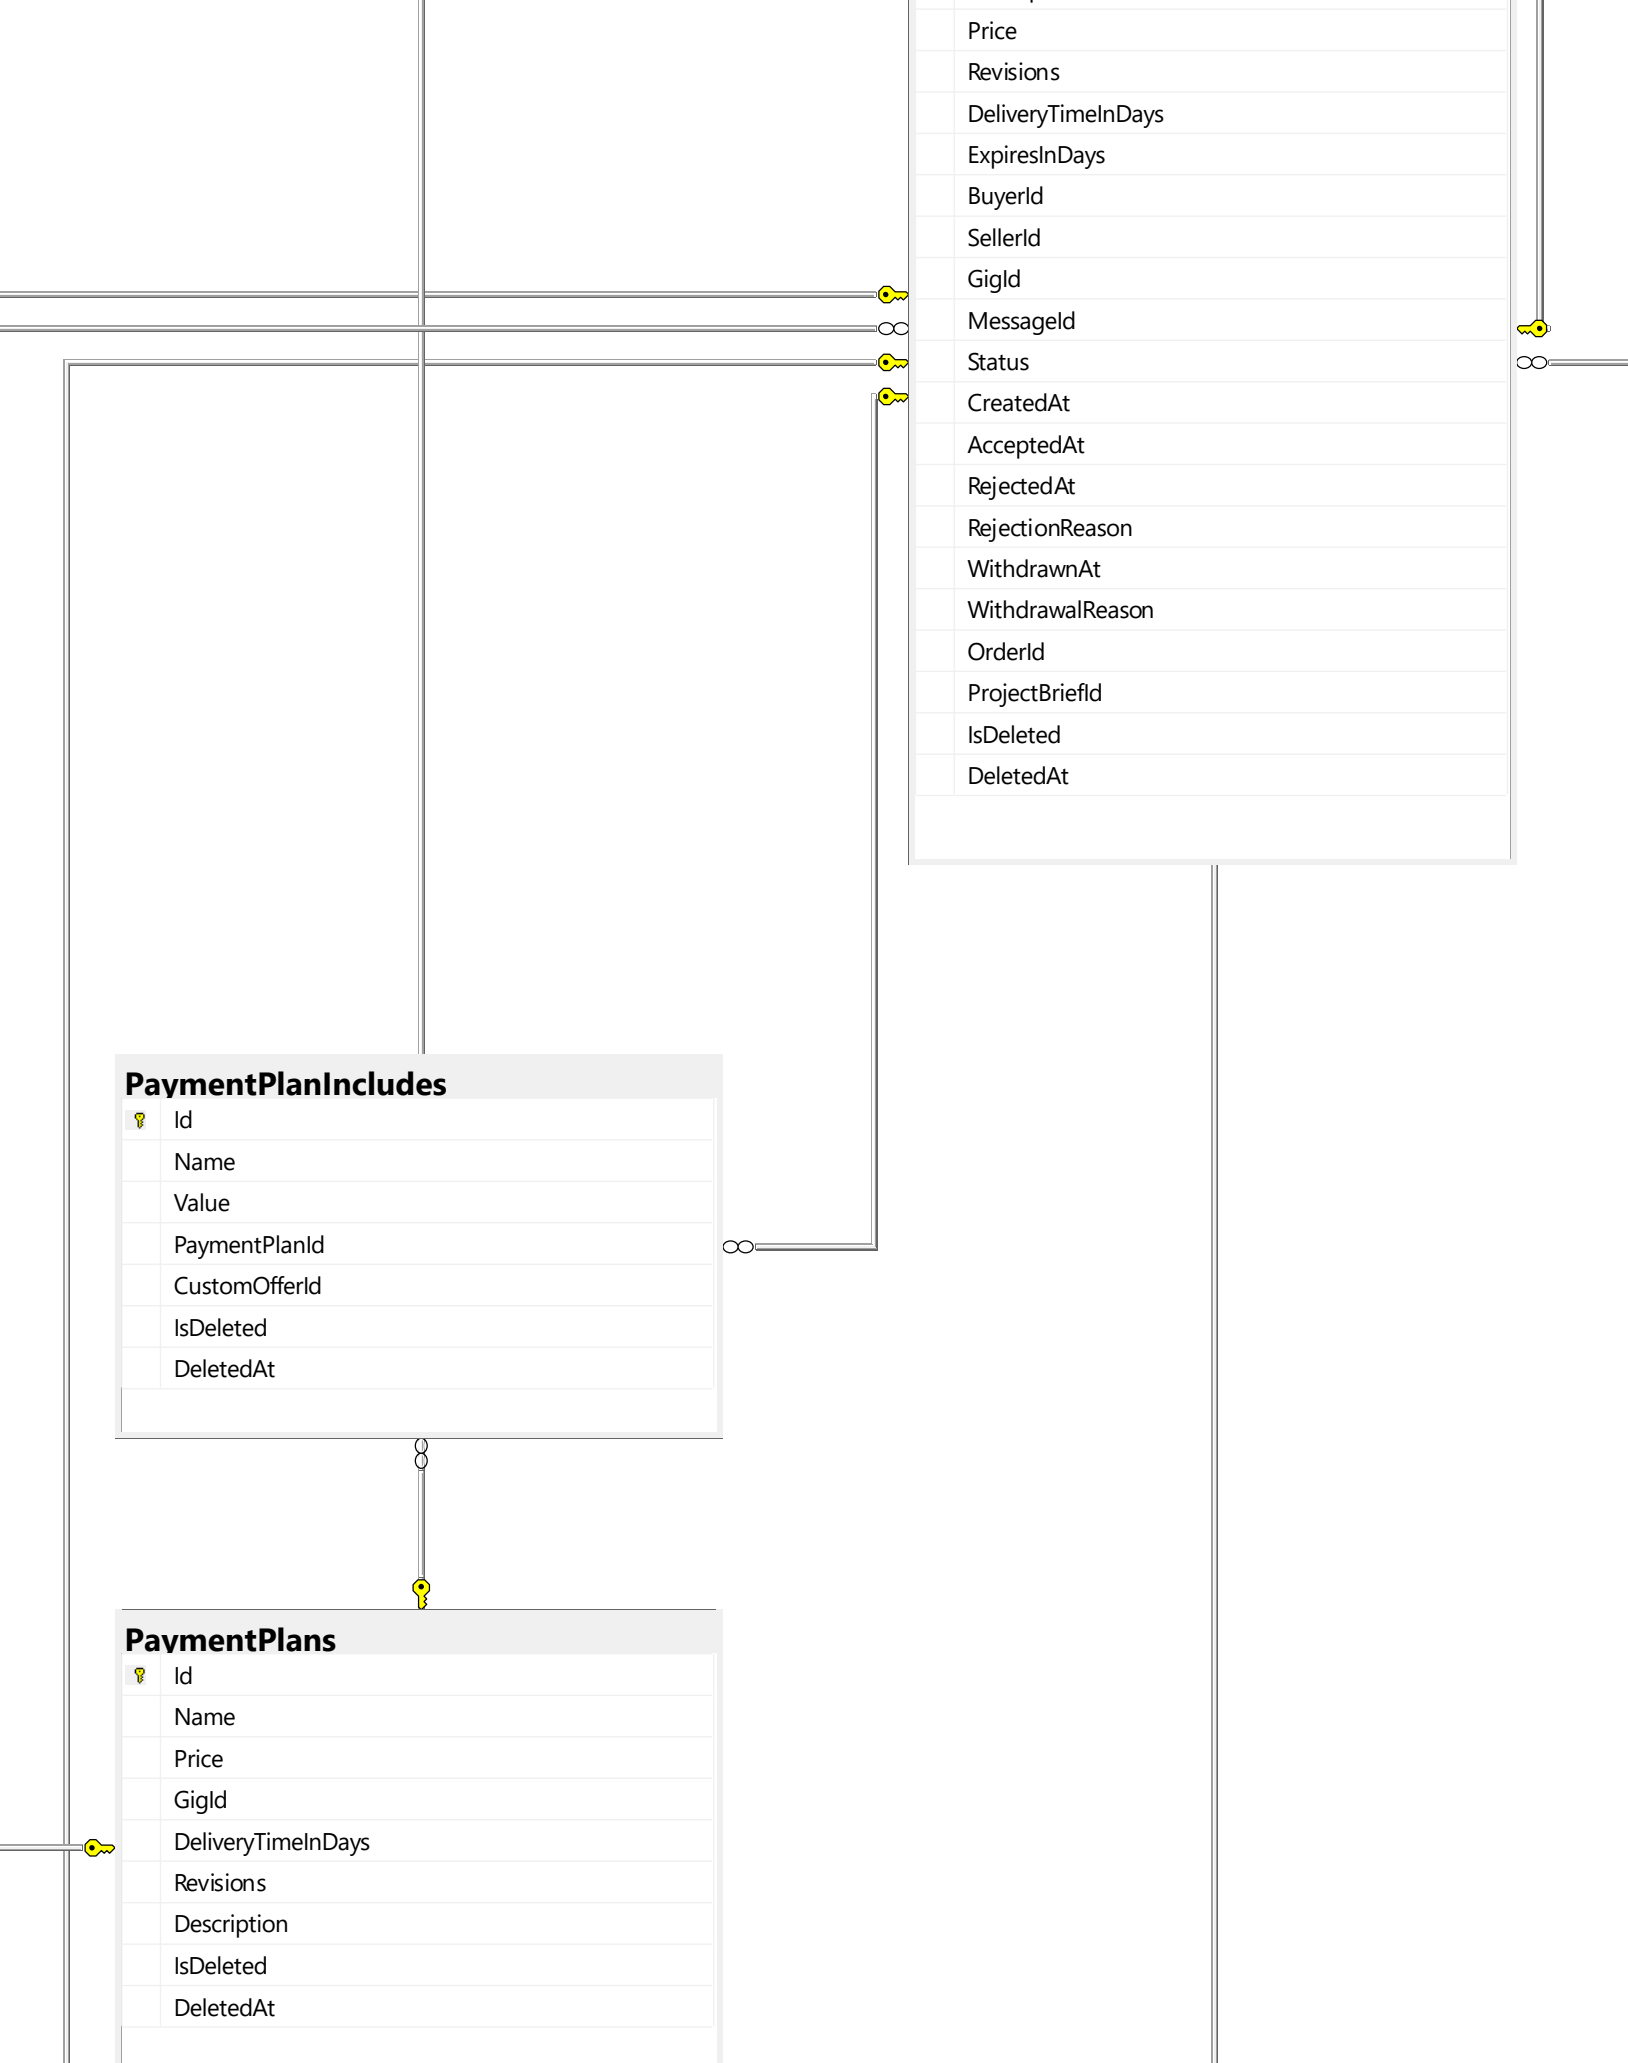 Price
Revisions
DeliveryTimeInDays
ExpiresInDays
BuyerId
SellerId
GigId
MessageId
Status
CreatedAt
AcceptedAt
RejectedAt
RejectionReason
WithdrawnAt
WithdrawalReason
OrderId
ProjectBriefId
IsDeleted
DeletedAt
PaymentPlanIncludes
Id
Name
Value
PaymentPlanId
CustomOfferId
IsDeleted
DeletedAt
PaymentPlans
Id
Name
Price
GigId
DeliveryTimeInDays
Revisions
Description
IsDeleted
DeletedAt